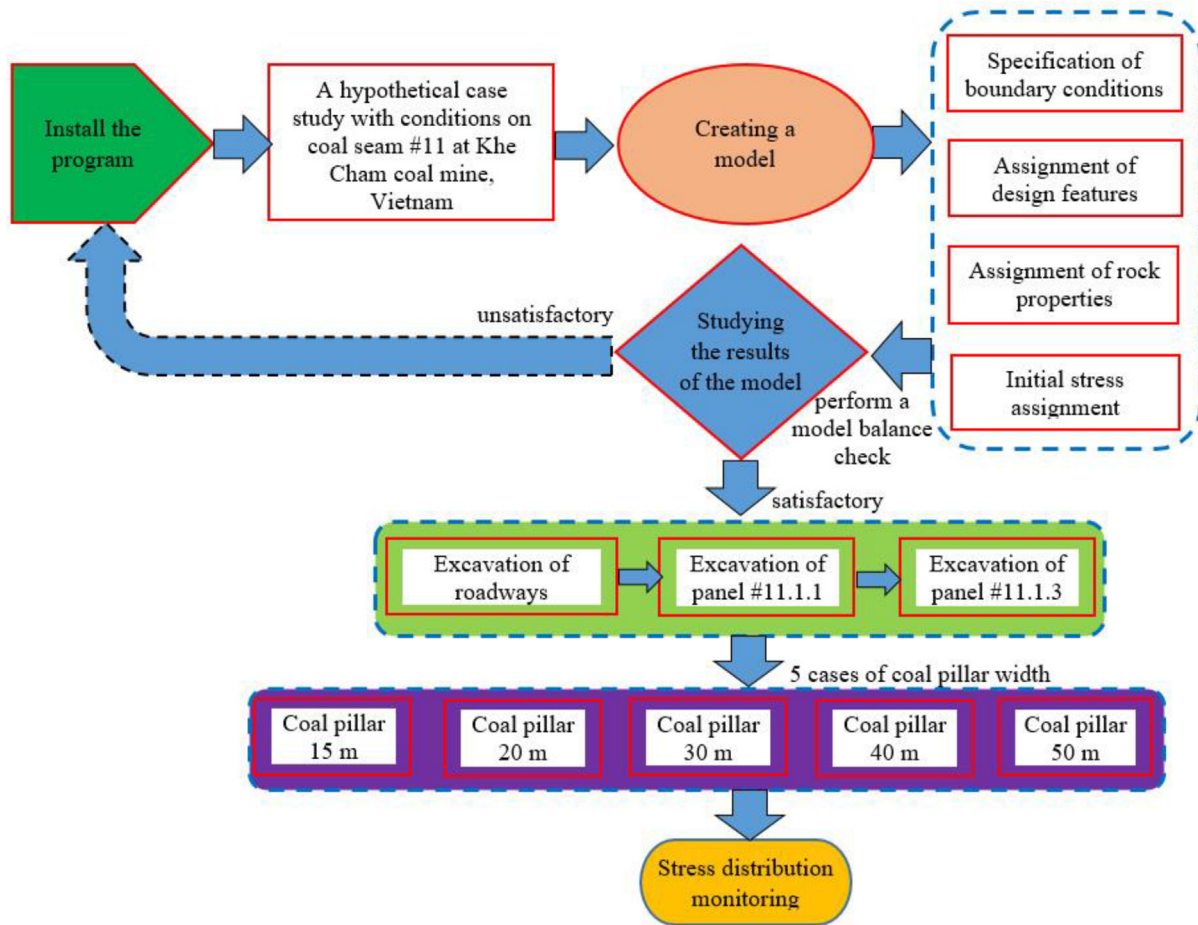 Install the
program
A hypothetical case
study with conditions on
coal seam #11 at Khe
Cham coal mine,
Vietnam
Creating a
model
Specification of
boundary conditions
Assignment of
design features
Assignment of rock
properties
Initial stress
assignment
Studying
the results
of the model
unsatisfactory
perform a
model balance
check
satisfactory
Excavation of
roadways
Excavation of
panel #11.1.1
Excavation of
panel #11.1.3
5 cases of coal pillar width
Coal pillar
15 m
Coal pillar
20 m
Coal pillar
30 m
Coal pillar
40 m
Coal pillar
50 m
Stress distribution
monitoring